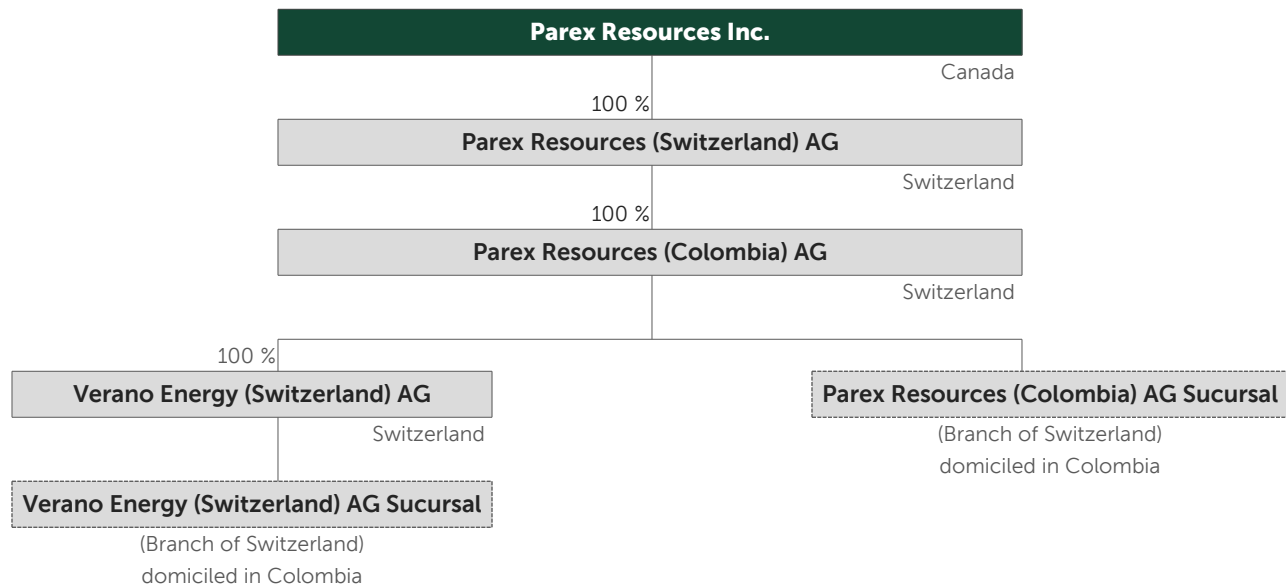 Parex Resources Inc.
Canada
100 %
Parex Resources (Switzerland) AG
Switzerland
100 %
Parex Resources (Colombia) AG
Switzerland
100 %
Verano Energy (Switzerland) AG
Switzerland
Parex Resources (Colombia) AG Sucursal
(Branch of Switzerland)
domiciled in Colombia
Verano Energy (Switzerland) AG Sucursal
(Branch of Switzerland)
domiciled in Colombia